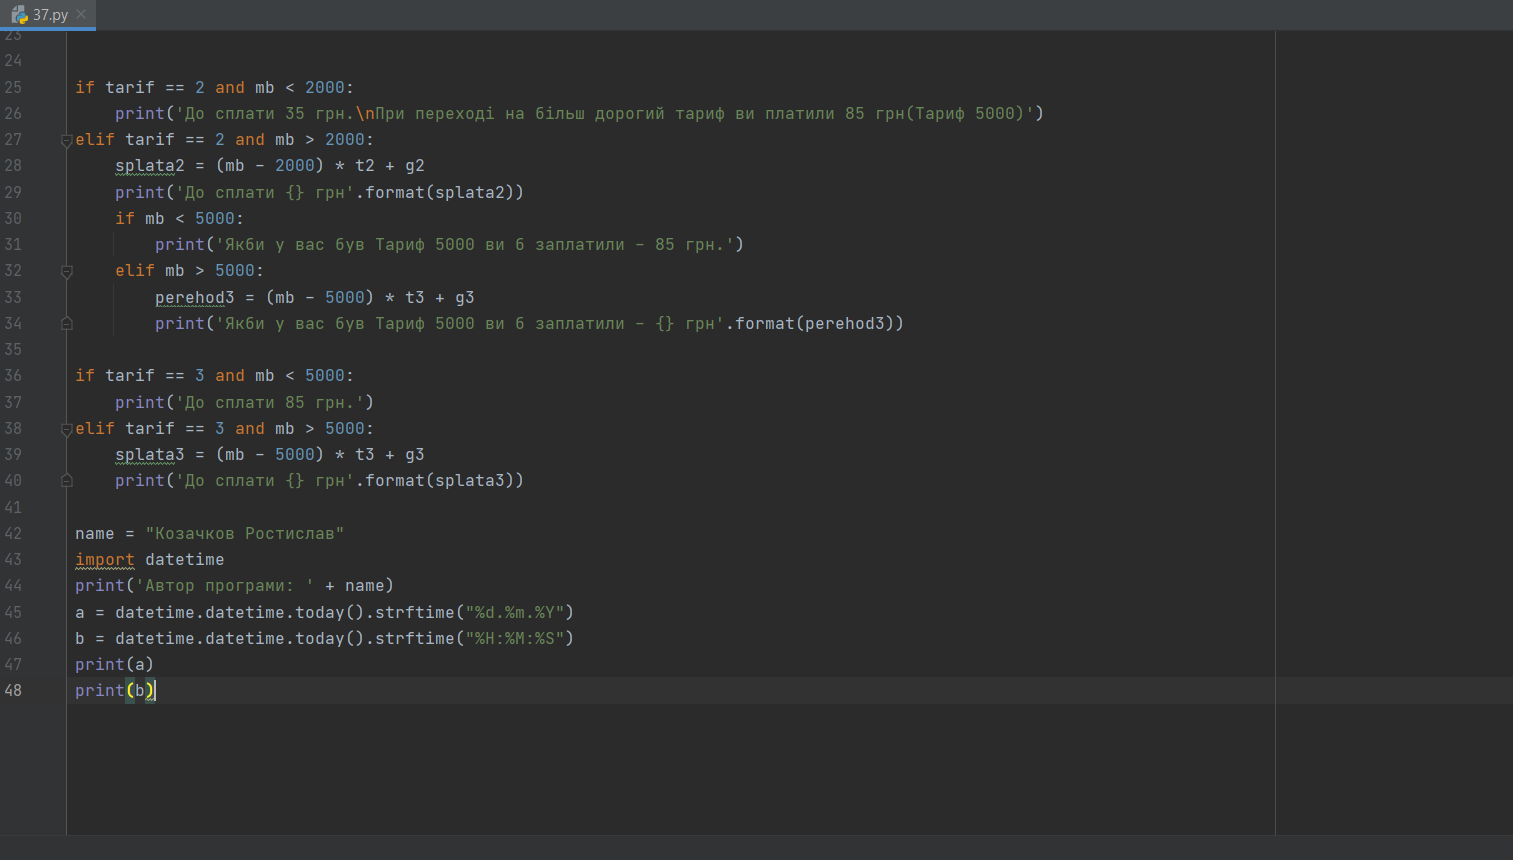 37.py
23
24
25 if tarif == 2 and mb < 2000:
26 print('До сплати 35 грн.\nПри переході на більш дорогий тариф ви платили 85 грн(Тариф 5000)')
27 elif tarif == 2 and mb > 2000:
28 splata2 = (mb - 2000) * t2 + g2
29 print('До сплати {} грн'.format(splata2))
30 if mb < 5000:
31 print('Якби у вас був Тариф 5000 ви б заплатили - 85 грн.')
32 elif mb > 5000:
33 perehod3 = (mb - 5000) * t3 + g3
34 print('Якби у вас був Тариф 5000 ви б заплатили - {} грн'.format(perehod3))
35
36 if tarif == 3 and mb < 5000:
37 print('До сплати 85 грн.')
38 elif tarif == 3 and mb > 5000:
39 splata3 = (mb - 5000) * t3 + g3
40 print('До сплати {} грн'.format(splata3))
41
42 name = "Козачков Ростислав"
43 import datetime
44 print('Автор програми: ' + name)
45 a = datetime.datetime.today().strftime("%d.%m.%Y")
46 b = datetime.datetime.today().strftime("%H:%M:%S")
47 print(a)
48 print(b)